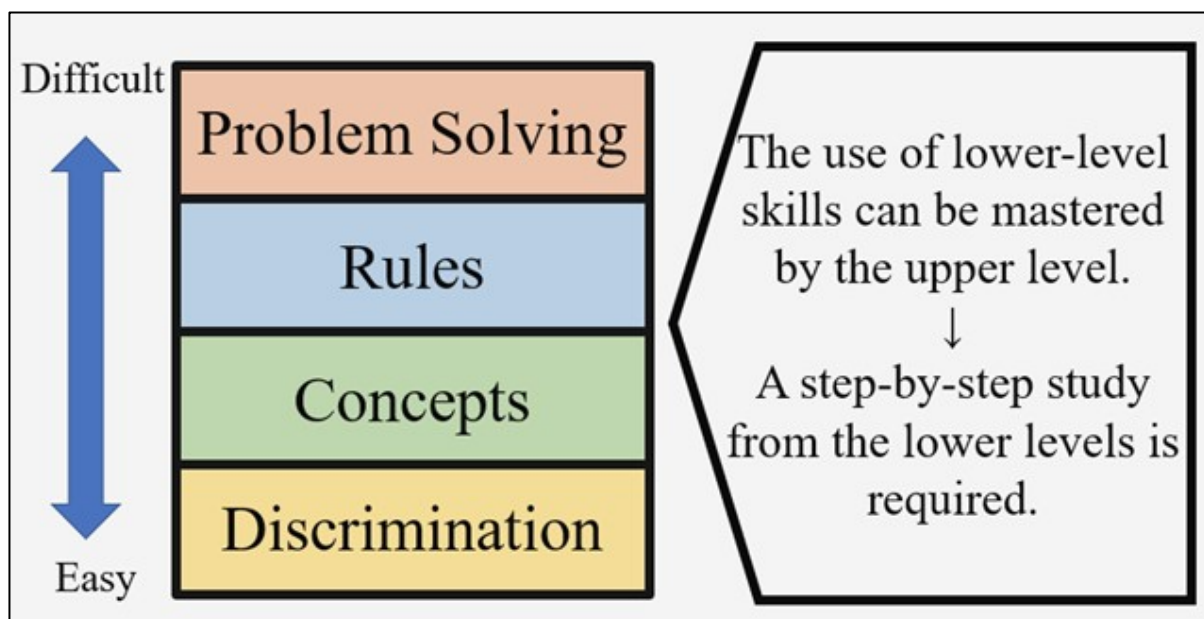 Difficult
Easy
Problem Solving
Rules
Concepts
Discrimination
The use of lower-level
skills can be mastered
by the upper level.
↓
A step-by-step study
from the lower levels is
required.